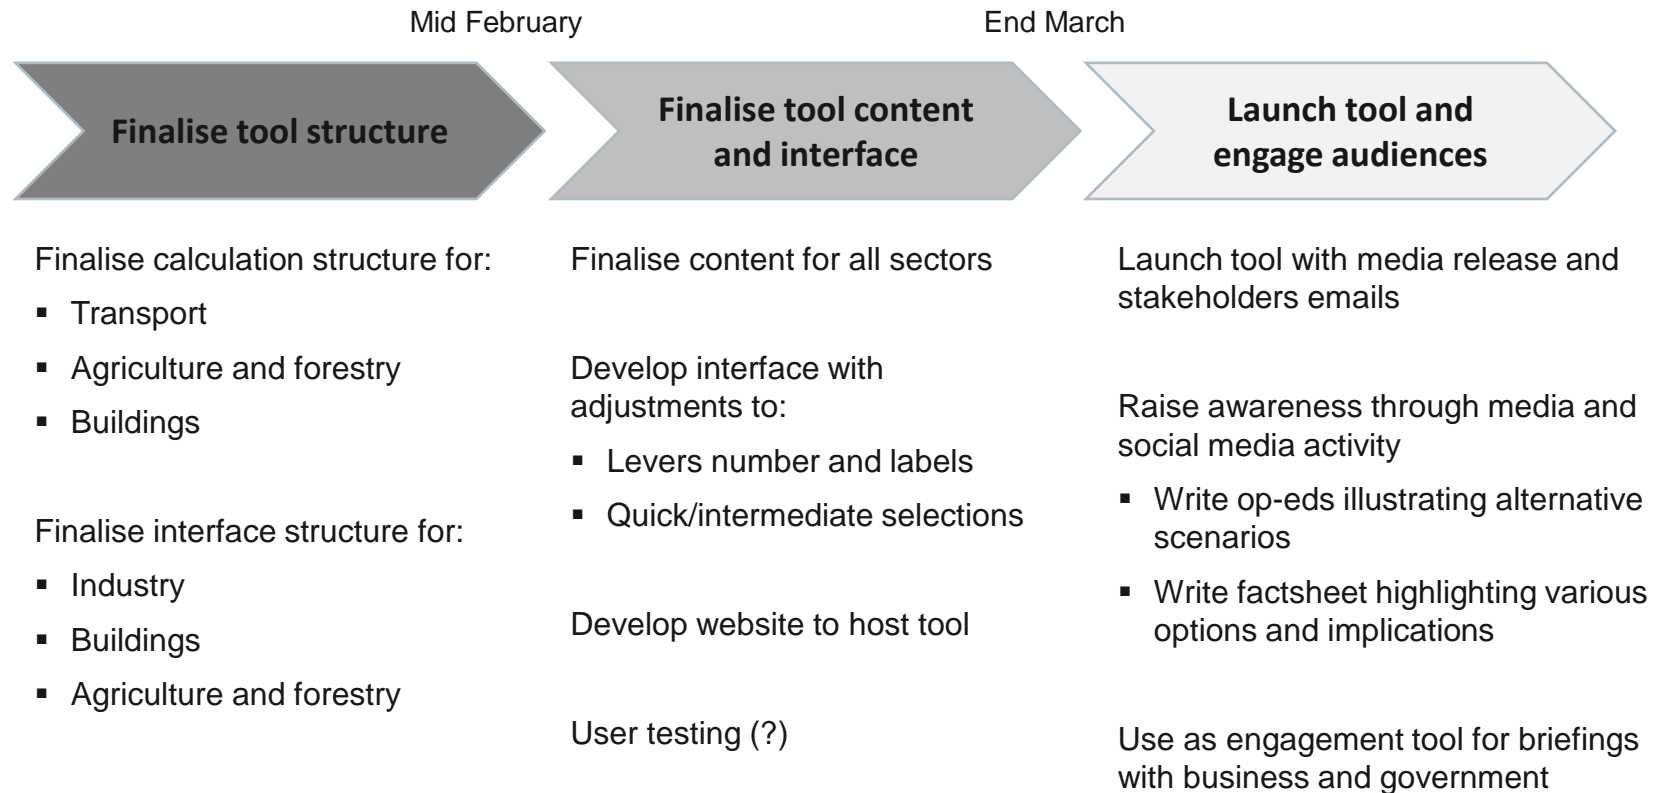 Mid February
End March
Finalise tool structure
Finalise tool content
and interface
Launch tool and
engage audiences
Finalise calculation structure for:
▪ Transport
▪ Agriculture and forestry
▪ Buildings
Finalise interface structure for:
▪ Industry
▪ Buildings
▪ Agriculture and forestry
Finalise content for all sectors
Develop interface with
adjustments to:
▪ Levers number and labels
▪ Quick/intermediate selections
Develop website to host tool
User testing (?)
Launch tool with media release and
stakeholders emails
Raise awareness through media and
social media activity
▪ Write op-eds illustrating alternative
scenarios
▪ Write factsheet highlighting various
options and implications
Use as engagement tool for briefings
with business and government